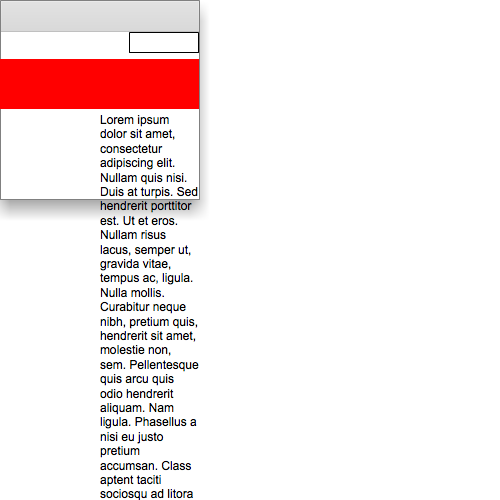 Lorem ipsum
dolor sit amet,
consectetur
adipiscing elit.
Nullam quis nisi.
Duis at turpis. Sed
hendrerit porttitor
est. Ut et eros.
Nullam risus
lacus, semper ut,
gravida vitae,
tempus ac, ligula.
Nulla mollis.
Curabitur neque
nibh, pretium quis,
hendrerit sit amet,
molestie non,
sem. Pellentesque
quis arcu quis
odio hendrerit
aliquam. Nam
ligula. Phasellus a
nisi eu justo
pretium
accumsan. Class
aptent taciti
sociosqu ad litora